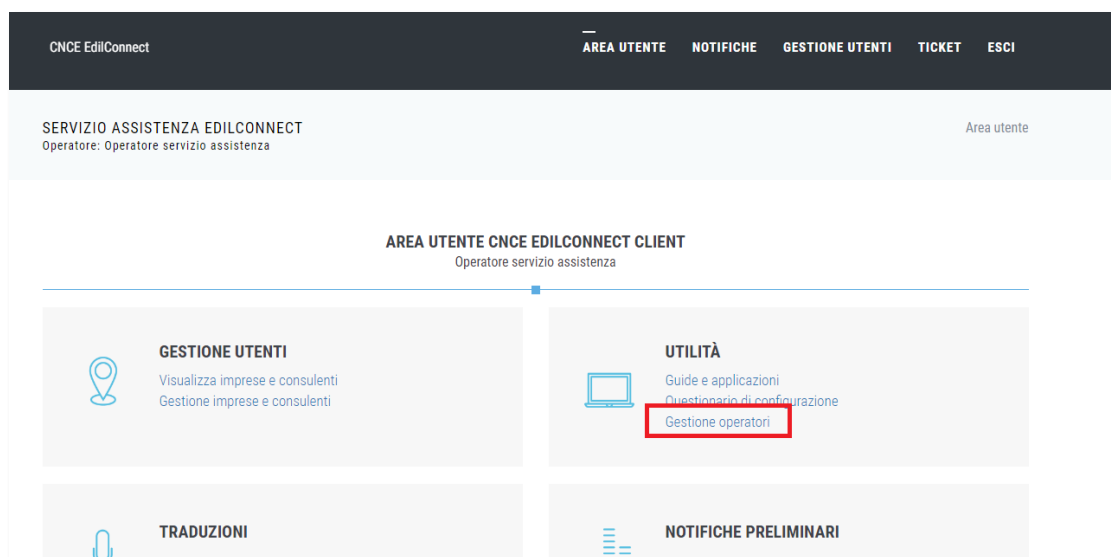 CNCE EdilConnect
AREA UTENTE NOTIFICHE GESTIONE UTENTI TICKET ESCI
SERVIZIO ASSISTENZA EDILCONNECT
Operatore: Operatore servizio assistenza
Area utente
AREA UTENTE CNCE EDILCONNECT CLIENT
Operatore servizio assistenza
GESTIONE UTENTI
Visualizza imprese e consulenti
Gestione imprese e consulenti
UTILITÀ
Guide e applicazioni
Questionario di configurazione
Gestione operatori
TRADUZIONI
NOTIFICHE PRELIMINARI